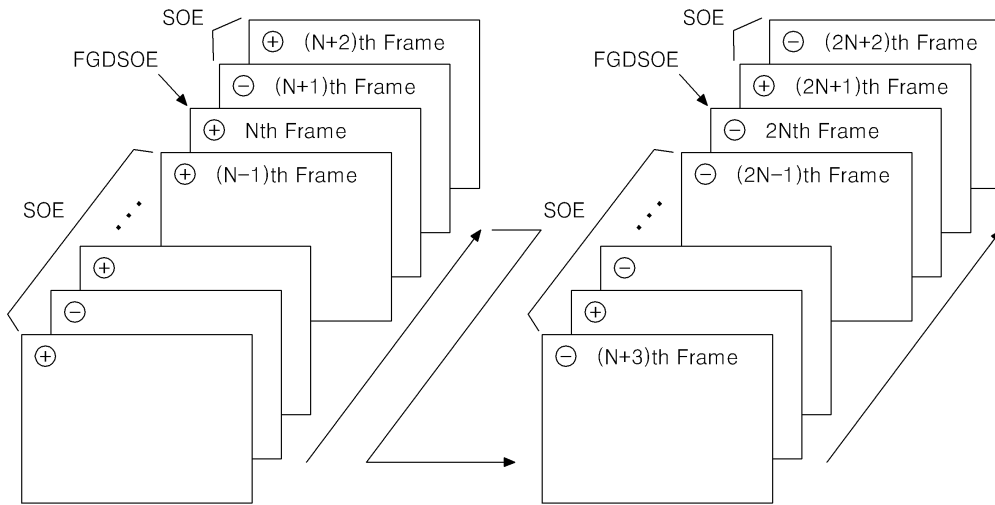 SOE
⊕ (N+2)th Frame
FGDSOE
⊖ (N+1)th Frame
⊕ Nth Frame
⊕ (N−1)th Frame
SOE
⊕
⊖
⊕
SOE
⊖ (2N+2)th Frame
FGDSOE
⊕ (2N+1)th Frame
⊖ 2Nth Frame
⊖ (2N−1)th Frame
SOE
⊖
⊕
⊖ (N+3)th Frame